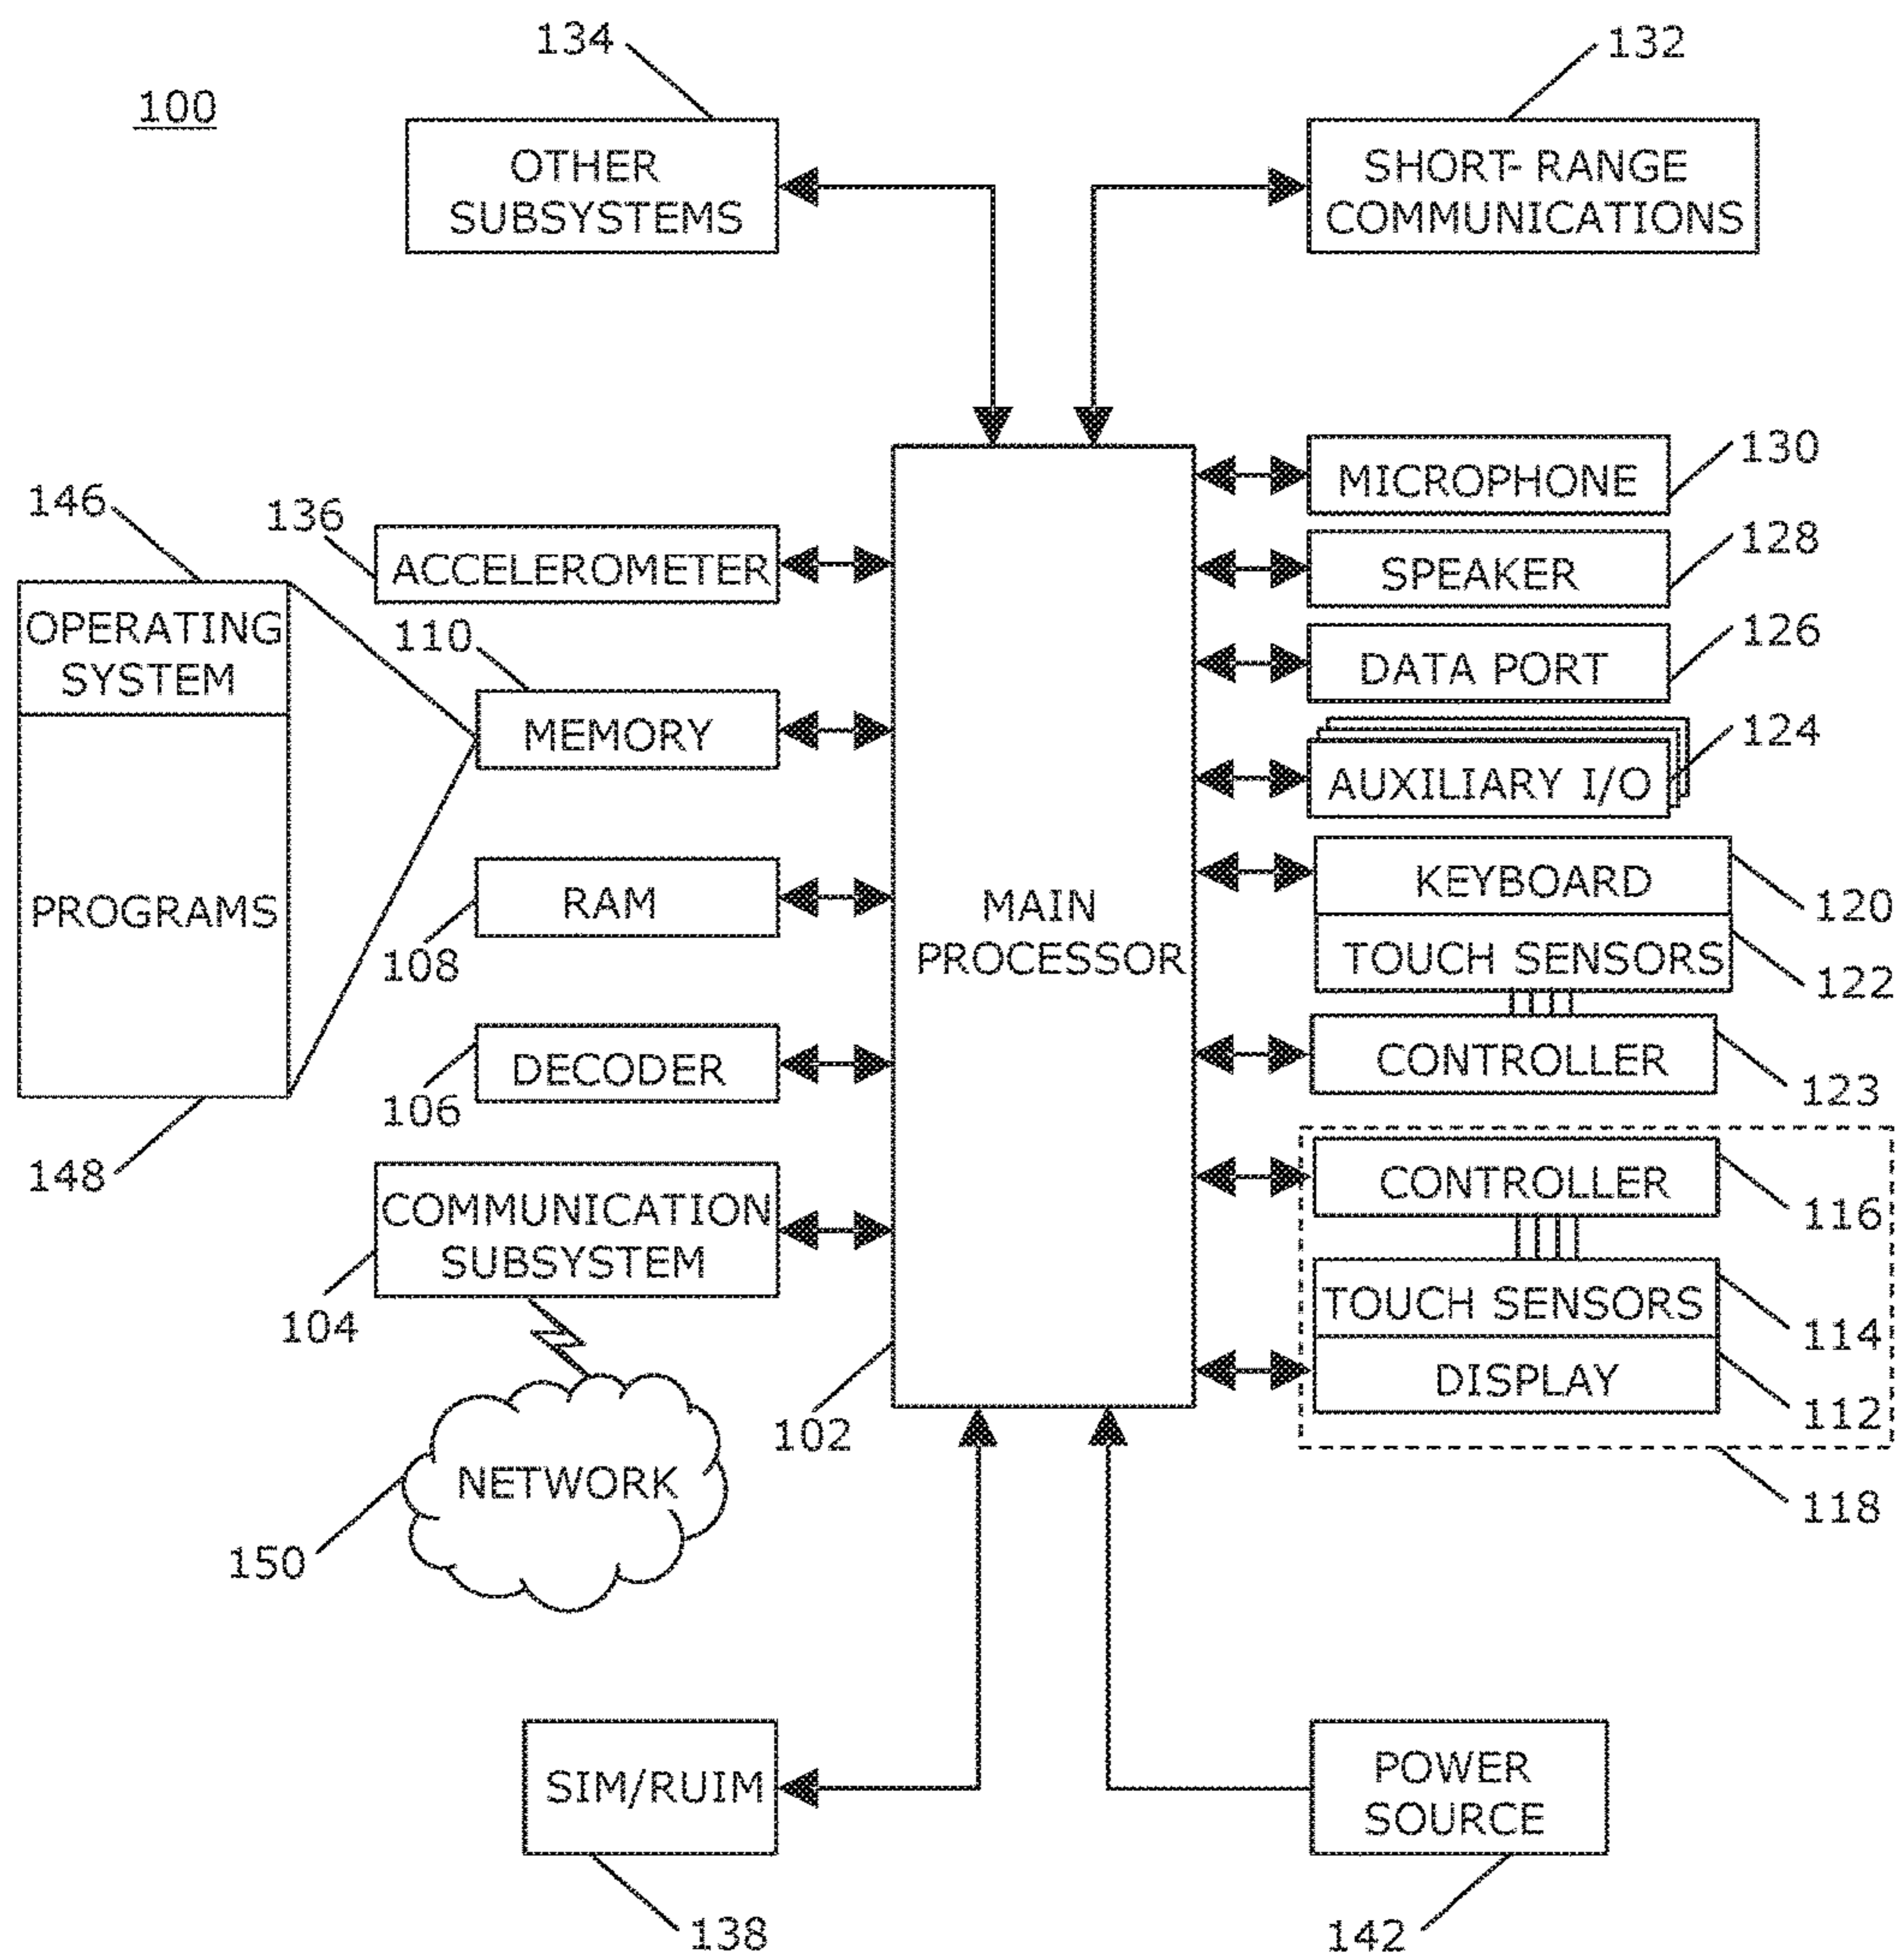 134
132
100
OTHER
SUBSYSTEMS
SHORT-RANGE
COMMUNICATIONS
146
136
ACCELEROMETER
MICROPHONE
130
SPEAKER
128
OPERATING
SYSTEM
110
MEMORY
DATA PORT
126
AUXILIARY I/O
124
PROGRAMS
RAM
108
MAIN
PROCESSOR
KEYBOARD
120
TOUCH SENSORS
122
DECODER
106
CONTROLLER
123
148
COMMUNICATION
SUBSYSTEM
104
CONTROLLER
116
TOUCH SENSORS
114
DISPLAY
112
102
NETWORK
150
118
SIM/RUIM
POWER
SOURCE
138
142